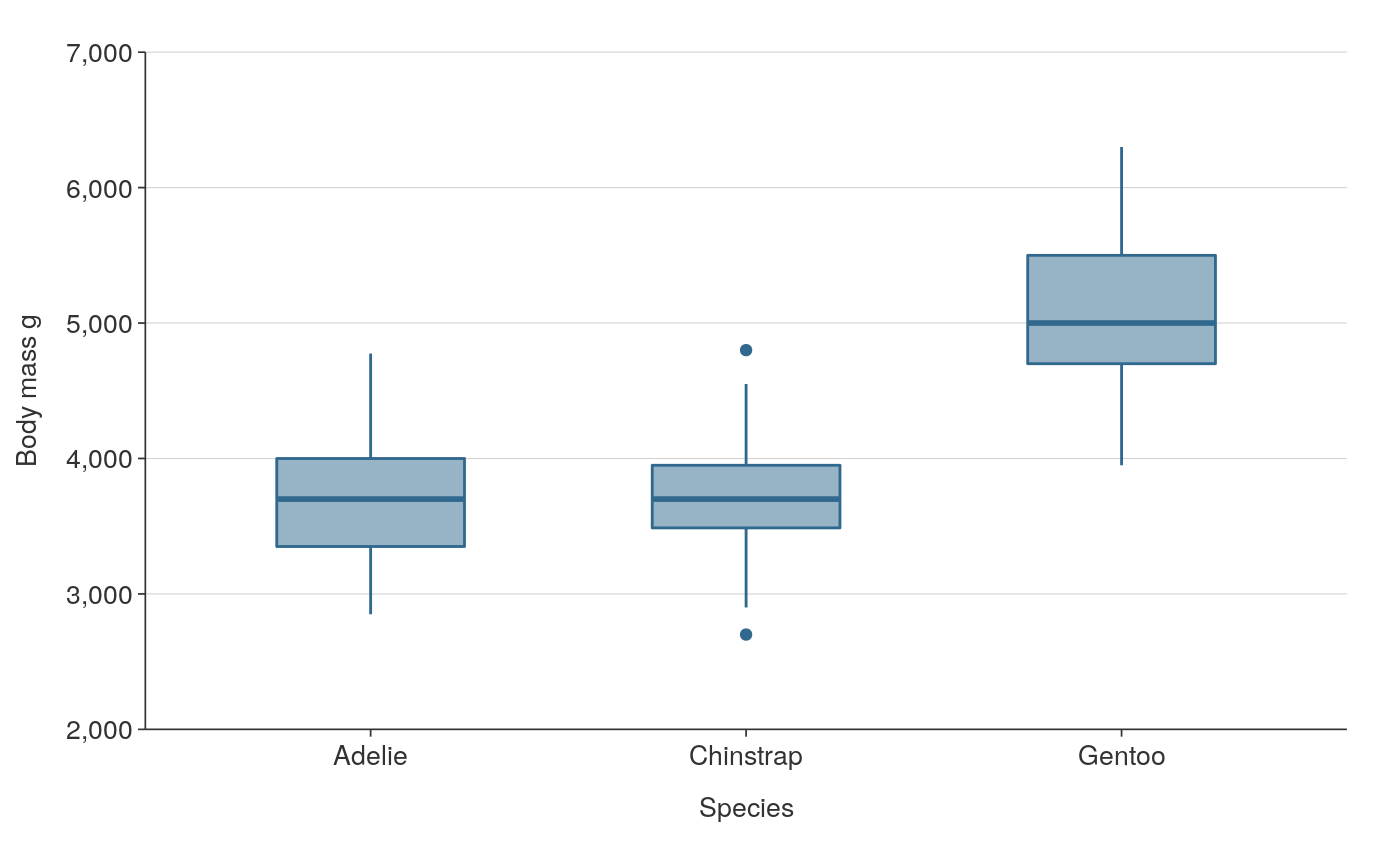 7,000
6,000
5,000
4,000
3,000
2,000
Body mass g
Adelie
Chinstrap
Gentoo
Species